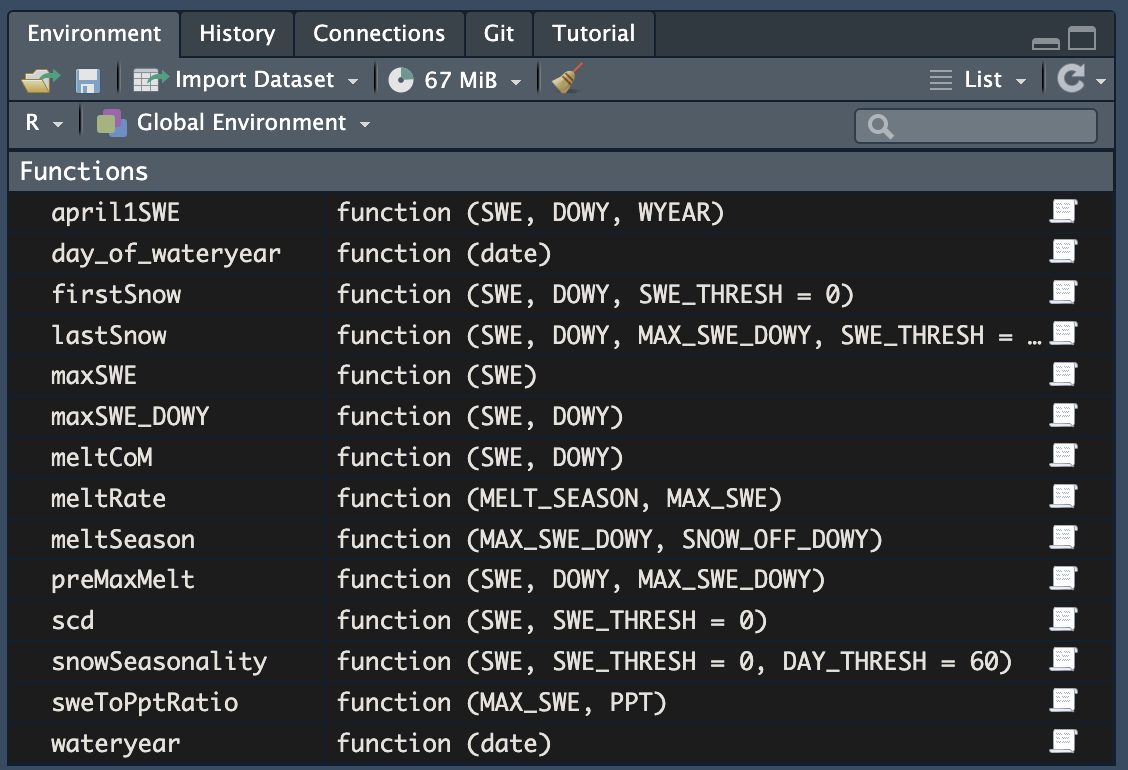 Environment History Connections Git Tutorial
Import Dataset 67 MiB List
R Global Environment
Functions
april1SWE function (SWE, DOWY, WYEAR)
day_of_wateryear function (date)
firstSnow function (SWE, DOWY, SWE_THRESH = 0)
lastSnow function (SWE, DOWY, MAX_SWE_DOWY, SWE_THRESH = …
maxSWE function (SWE)
maxSWE_DOWY function (SWE, DOWY)
meltCoM function (SWE, DOWY)
meltRate function (MELT_SEASON, MAX_SWE)
meltSeason function (MAX_SWE_DOWY, SNOW_OFF_DOWY)
preMaxMelt function (SWE, DOWY, MAX_SWE_DOWY)
scd function (SWE, SWE_THRESH = 0)
snowSeasonality function (SWE, SWE_THRESH = 0, DAY_THRESH = 60)
sweToPptRatio function (MAX_SWE, PPT)
wateryear function (date)